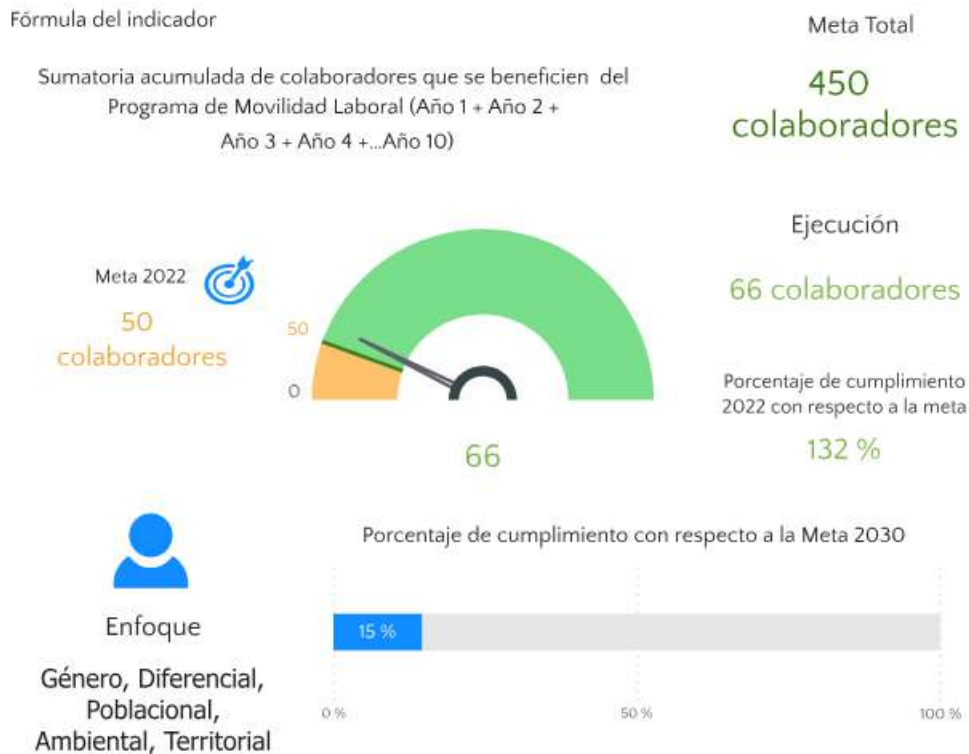 Fórmula del indicador
Sumatoria acumulada de colaboradores que se beneficien del
Programa de Movilidad Laboral (Año 1 + Año 2 +
Año 3 + Año 4 +...Año 10)
Meta Total
450
colaboradores
Meta 2022
50
colaboradores
50
0
66
Ejecución
66 colaboradores
Porcentaje de cumplimiento
2022 con respecto a la meta
132 %
Enfoque
Género, Diferencial,
Poblacional,
Ambiental, Territorial
Porcentaje de cumplimiento con respecto a la Meta 2030
15 %
0 %
50 %
100 %